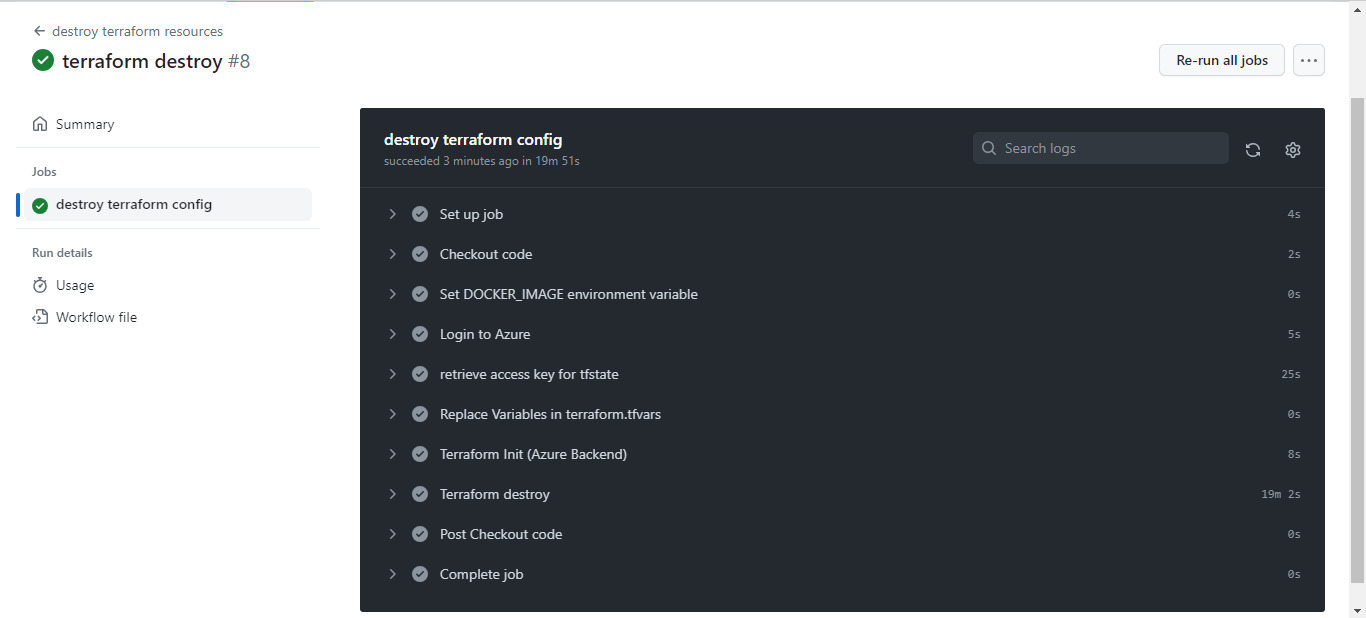 destroy terraform resources
terraform destroy #8
Re-run all jobs
Summary
Jobs
destroy terraform config
Run details
Usage
Workflow file
destroy terraform config
succeeded 3 minutes ago in 19m 51s
Search logs
Set up job 4s
Checkout code 2s
Set DOCKER_IMAGE environment variable 0s
Login to Azure 5s
retrieve access key for tfstate 25s
Replace Variables in terraform.tfvars 0s
Terraform Init (Azure Backend) 8s
Terraform destroy 19m 2s
Post Checkout code 0s
Complete job 0s